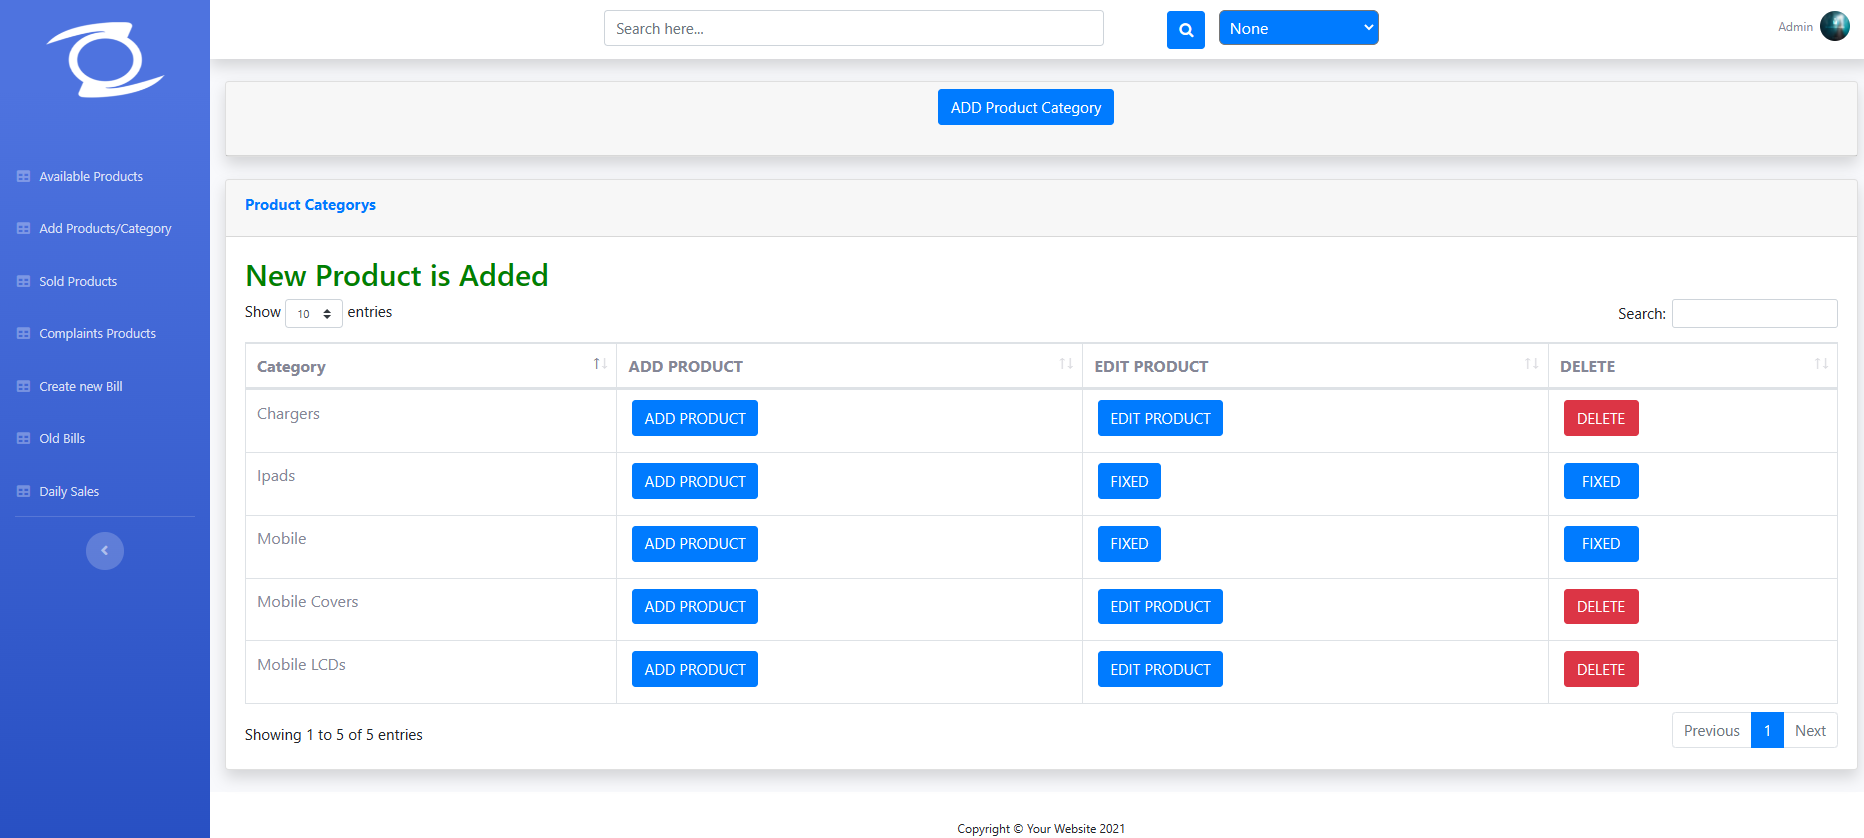 Search here...
None
Admin
Available Products
Add Products/Category
Sold Products
Complaints Products
Create new Bill
Old Bills
Daily Sales
ADD Product Category
Product Categorys
New Product is Added
Show 10 entries
Search:
Category ADD PRODUCT EDIT PRODUCT DELETE
Chargers ADD PRODUCT EDIT PRODUCT DELETE
Ipads ADD PRODUCT FIXED FIXED
Mobile ADD PRODUCT FIXED FIXED
Mobile Covers ADD PRODUCT EDIT PRODUCT DELETE
Mobile LCDs ADD PRODUCT EDIT PRODUCT DELETE
Showing 1 to 5 of 5 entries
Previous 1 Next
Copyright © Your Website 2021